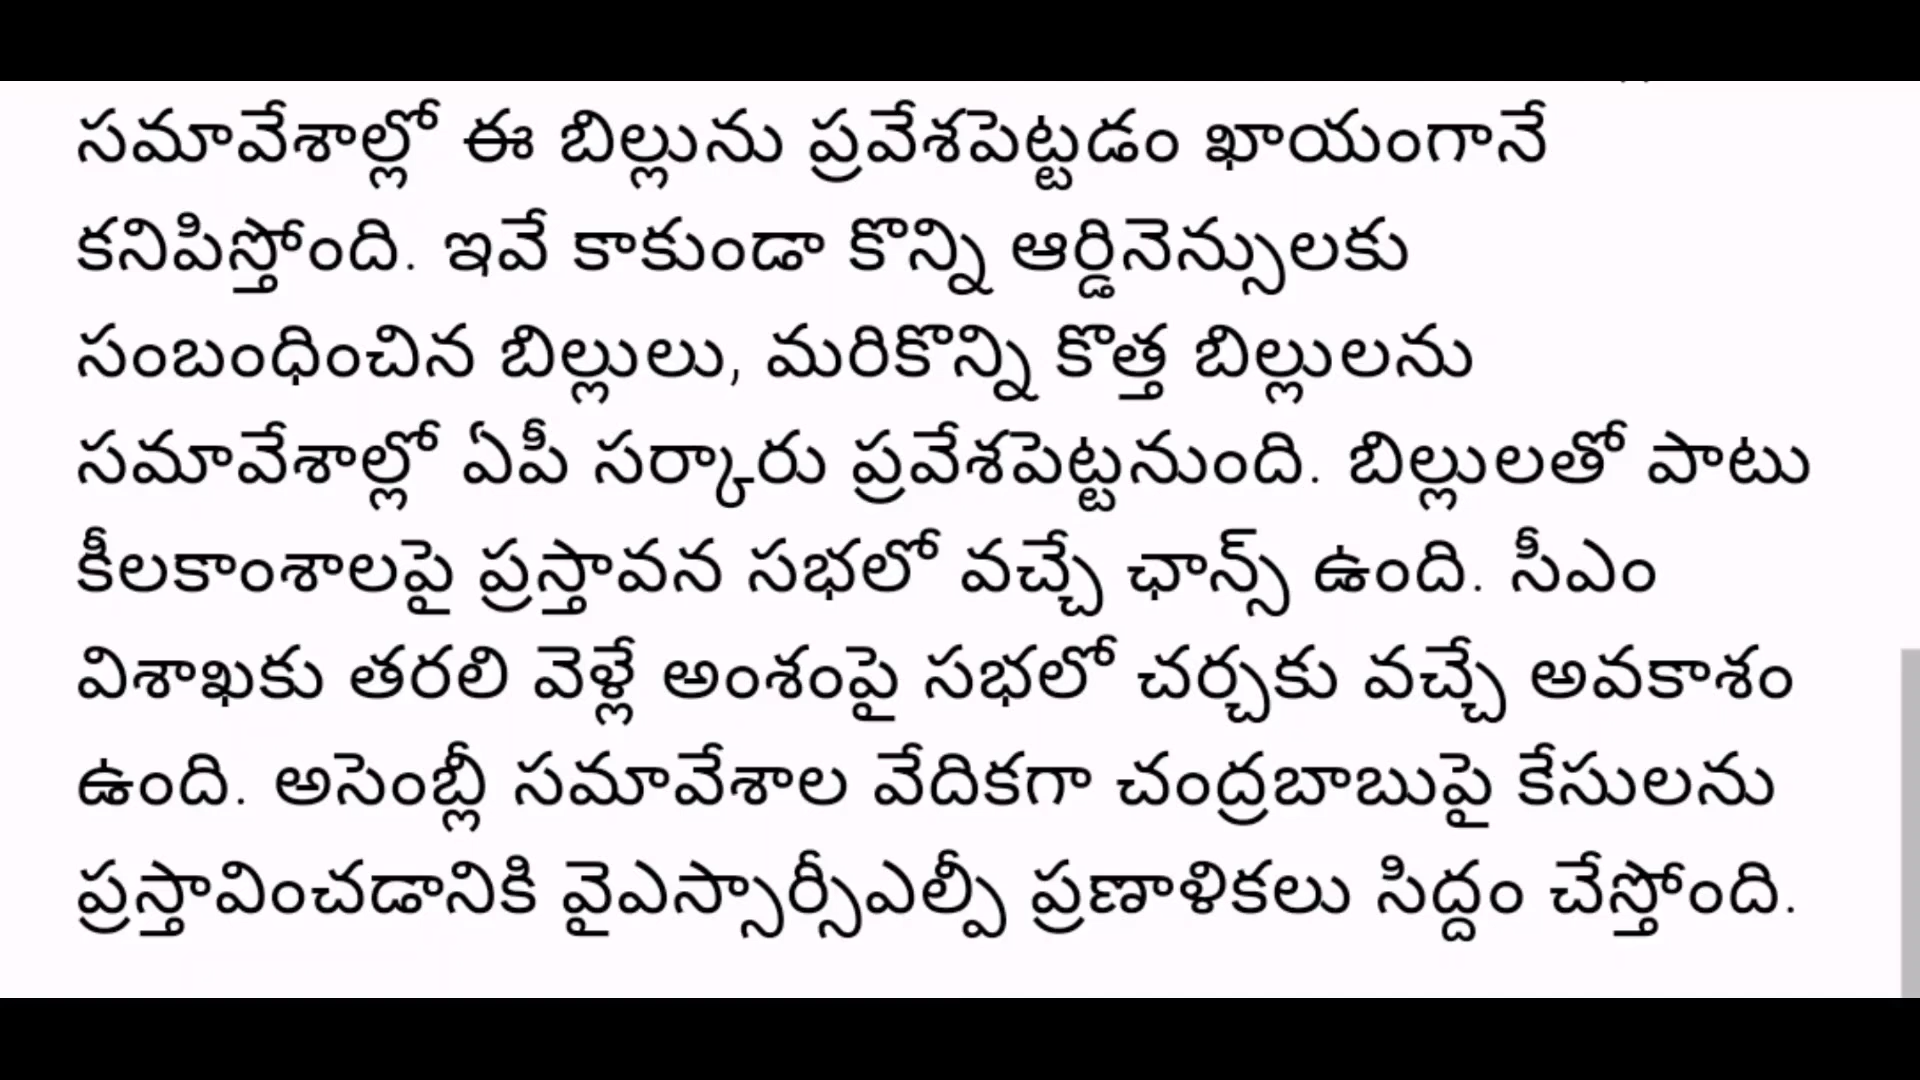 సమావేశాల్లో ఈ బిల్లును ప్రవేశపెట్టడం ఖాయంగానే
కనిపిస్తోంది. ఇవే కాకుండా కొన్ని ఆర్డినెన్సులకు
సంబంధించిన బిల్లులు, మరికొన్ని కొత్త బిల్లులను
సమావేశాల్లో ఏపీ సర్కారు ప్రవేశపెట్టనుంది. బిల్లులతో పాటు
కీలకాంశాలపై ప్రస్తావన సభలో వచ్చే ఛాన్స్ ఉంది. సీఎం
విశాఖకు తరలి వెళ్లే అంశంపై సభలో చర్చకు వచ్చే అవకాశం
ఉంది. అసెంబ్లీ సమావేశాల వేదికగా చంద్రబాబుపై కేసులను
ప్రస్తావించడానికి వైఎస్సార్సీఎల్పీ ప్రణాళికలు సిద్దం చేస్తోంది.